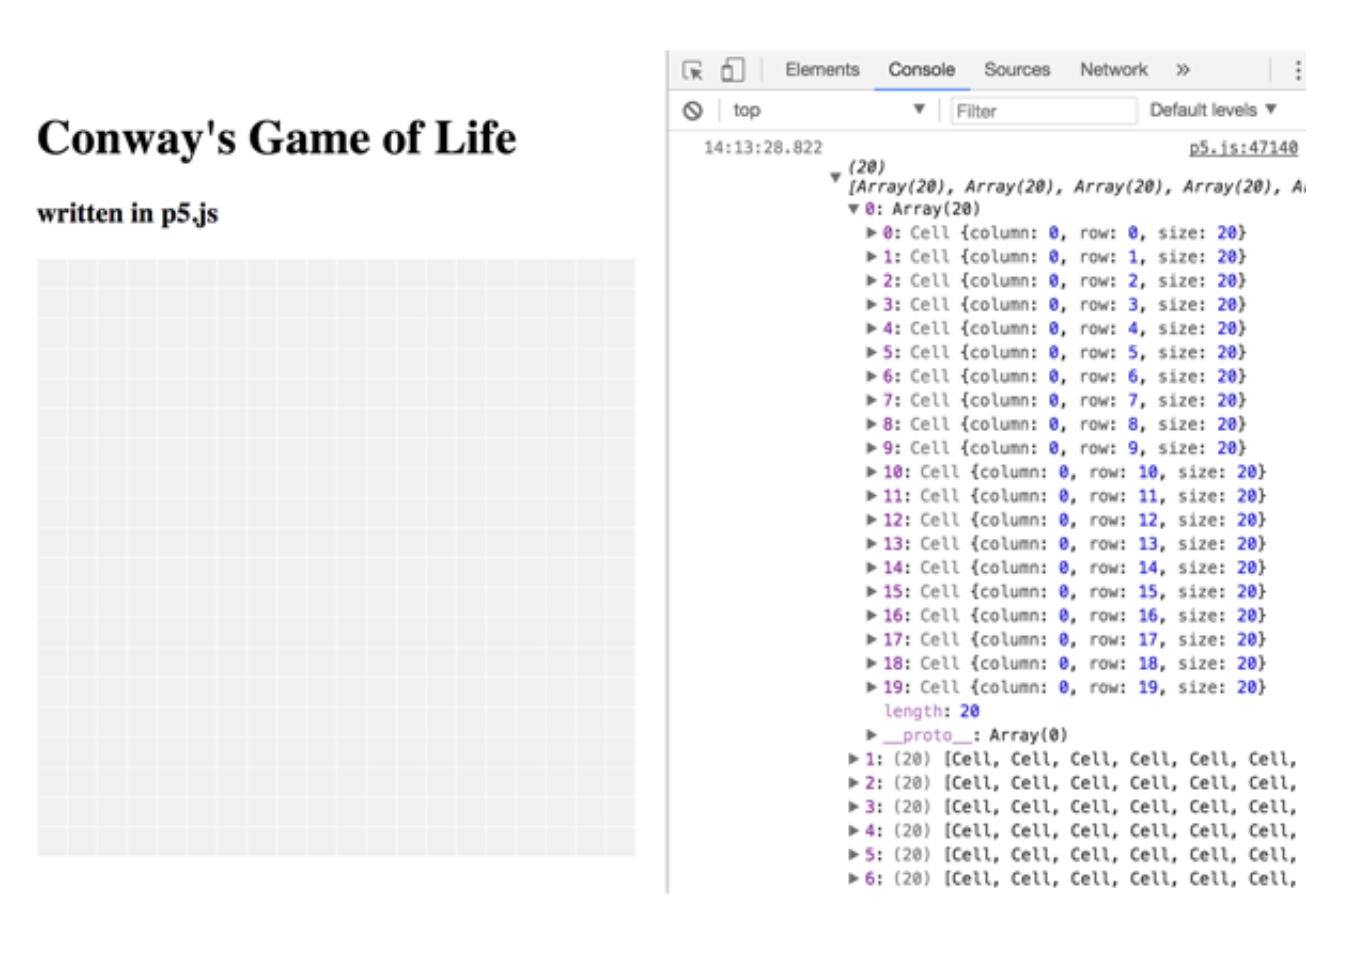 Conway's Game of Life
written in p5.js
Elements Console Sources Network »
top Filter Default levels
14:13:28.822 p5.js:47140
(20)
[Array(20), Array(20), Array(20), Array(20),
0: Array(20)
0: Cell {column: 0, row: 0, size: 20}
1: Cell {column: 0, row: 1, size: 20}
2: Cell {column: 0, row: 2, size: 20}
3: Cell {column: 0, row: 3, size: 20}
4: Cell {column: 0, row: 4, size: 20}
5: Cell {column: 0, row: 5, size: 20}
6: Cell {column: 0, row: 6, size: 20}
7: Cell {column: 0, row: 7, size: 20}
8: Cell {column: 0, row: 8, size: 20}
9: Cell {column: 0, row: 9, size: 20}
10: Cell {column: 0, row: 10, size: 20}
11: Cell {column: 0, row: 11, size: 20}
12: Cell {column: 0, row: 12, size: 20}
13: Cell {column: 0, row: 13, size: 20}
14: Cell {column: 0, row: 14, size: 20}
15: Cell {column: 0, row: 15, size: 20}
16: Cell {column: 0, row: 16, size: 20}
17: Cell {column: 0, row: 17, size: 20}
18: Cell {column: 0, row: 18, size: 20}
19: Cell {column: 0, row: 19, size: 20}
length: 20
__proto__: Array(0)
1: (20) [Cell, Cell, Cell, Cell, Cell, Cell,
2: (20) [Cell, Cell, Cell, Cell, Cell, Cell,
3: (20) [Cell, Cell, Cell, Cell, Cell, Cell,
4: (20) [Cell, Cell, Cell, Cell, Cell, Cell,
5: (20) [Cell, Cell, Cell, Cell, Cell, Cell,
6: (20) [Cell, Cell, Cell, Cell, Cell, Cell,